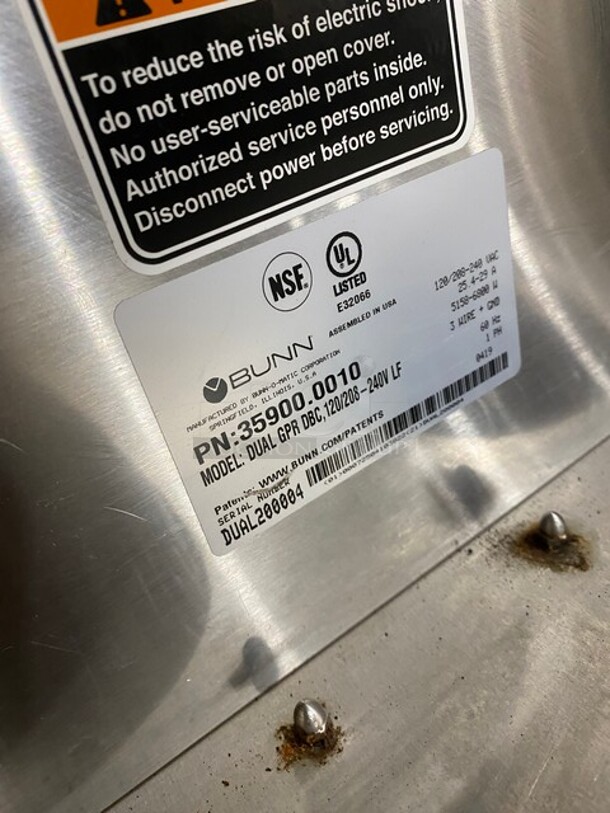 To reduce the risk of electric shock,
do not remove or open cover.
No user-serviceable parts inside.
Authorized service personnel only.
Disconnect power before servicing.
NSF
UL
LISTED
E32066
120/208-240 VAC
25.4-29 A
5150-6800 W
3 WIRE + GND
60 Hz
1 PH
0419
ASSEMBLED IN USA
BUNN
MANUFACTURED BY BUNN-O-MATIC CORPORATION
SPRINGFIELD, ILLINOIS, U.S.A
PN:35900.0010
MODEL: DUAL GPR DBC 120/208-240V LF
Patents: WWW.BUNN.COM/PATENTS
SERIAL NUMBER
DUAL200004